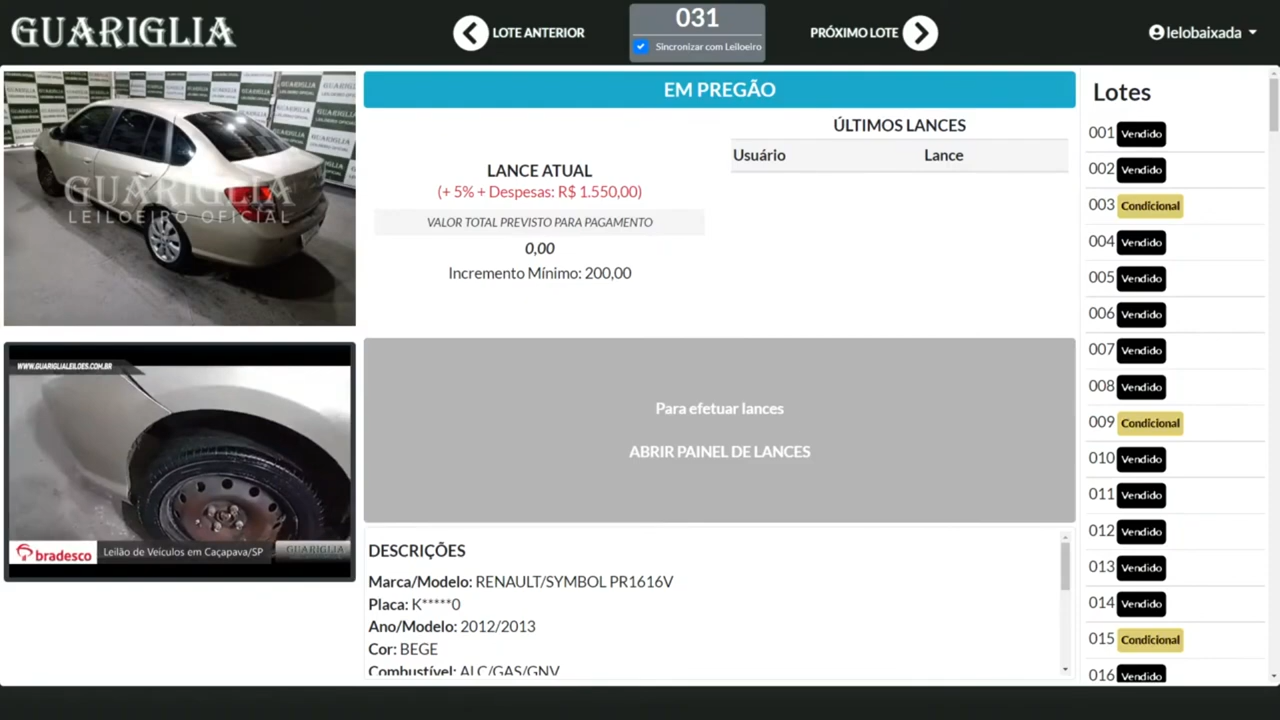 GUARIGLIA
LOTE ANTERIOR
031
Sincronizar com Leiloeiro
PRÓXIMO LOTE
lelobaixada
GUARIGLIA
LEILOEIRO OFICIAL
EM PREGÃO
LANCE ATUAL
(+ 5% + Despesas: R$ 1.550,00)
VALOR TOTAL PREVISTO PARA PAGAMENTO
0,00
Incremento Mínimo: 200,00
ÚLTIMOS LANCES
Usuário Lance
Para efetuar lances
ABRIR PAINEL DE LANCES
WWW.GUARIGLIALEILOES.COM.BR
bradesco
Leilão de Veículos em Caçapava/SP
GUARIGLIA
DESCRIÇÕES
Marca/Modelo: RENAULT/SYMBOL PR1616V
Placa: K*****0
Ano/Modelo: 2012/2013
Cor: BEGE
Combustível: ALC/GAS/GNV
Lotes
001 Vendido
002 Vendido
003 Condicional
004 Vendido
005 Vendido
006 Vendido
007 Vendido
008 Vendido
009 Condicional
010 Vendido
011 Vendido
012 Vendido
013 Vendido
014 Vendido
015 Condicional
016 Vendido